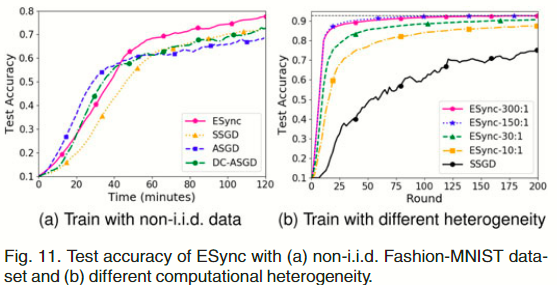 Test Accuracy
0.8
0.7
0.6
0.5
0.4
0.3
0.2
0.1
0 20 40 60 80 100 120
Time (minutes)
ESync
SSGD
ASGD
DC-ASGD
(a) Train with non-i.i.d. data
Test Accuracy
0.9
0.8
0.7
0.6
0.5
0.4
0.3
0.2
0.1
0 25 50 75 100 125 150 175 200
Round
ESync-300:1
ESync-150:1
ESync-30:1
ESync-10:1
SSGD
(b) Train with different heterogeneity
Fig. 11. Test accuracy of ESync with (a) non-i.i.d. Fashion-MNIST data-
set and (b) different computational heterogeneity.